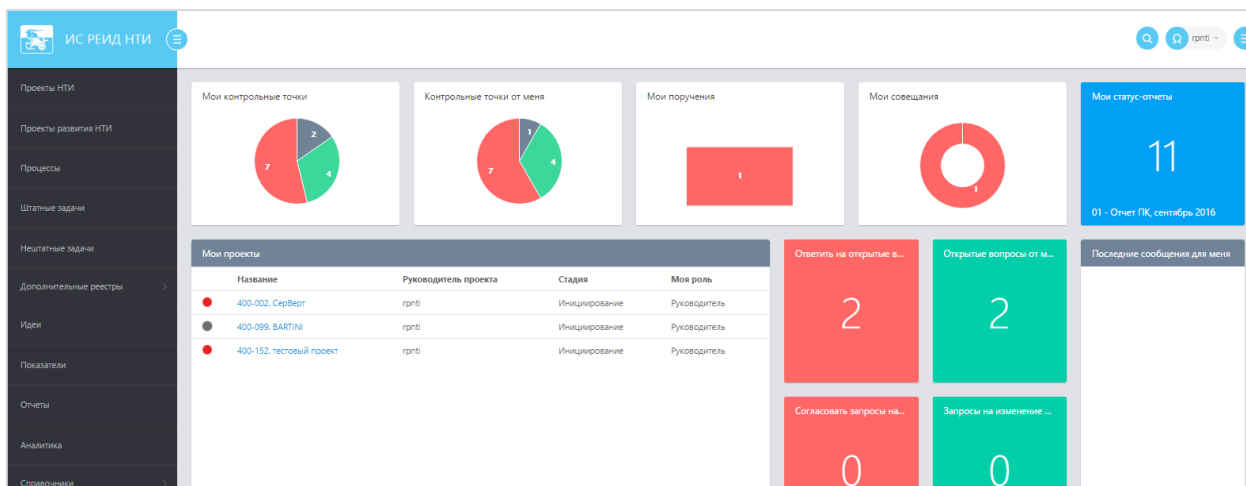 ИС РЕИД НТИ
rpnti
Проекты НТИ
Проекты развития НТИ
Процессы
Штатные задачи
Нештатные задачи
Дополнительные реестры
Идеи
Показатели
Отчеты
Аналитика
Справочники
Мои контрольные точки
2
4
7
Контрольные точки от меня
1
4
7
Мои поручения
1
Мои совещания
1
Мои статус-отчеты
11
01 - Отчет ПК, сентябрь 2016
Мои проекты
Название Руководитель проекта Стадия Моя роль
400-002. СерВерт rpnti Инициирование Руководитель
400-099. BARTINI rpnti Инициирование Руководитель
400-152. тестовый проект rpnti Инициирование Руководитель
Ответить на открытые в...
2
Открытые вопросы от м...
2
Последние сообщения для меня
Согласовать запросы на...
0
Запросы на изменение ...
0